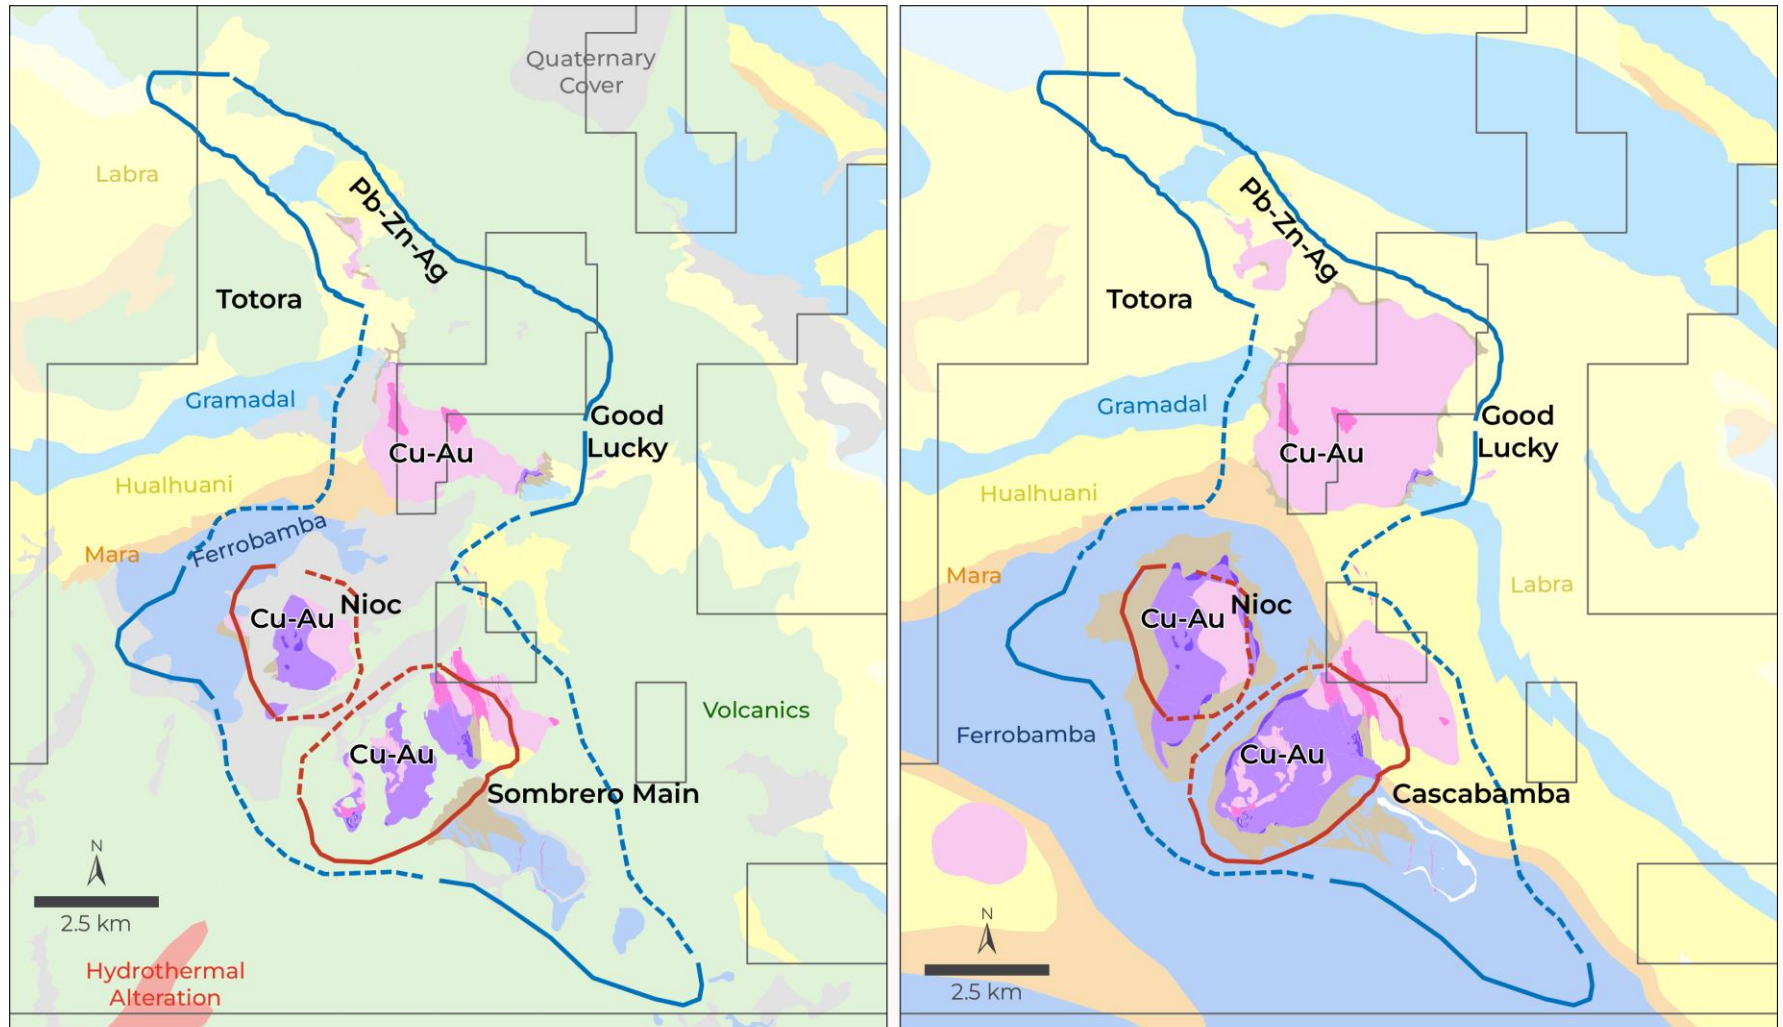 Quaternary
Cover
Labra
Pb-Zn-Ag
Totora
Gramadal
Good
Lucky
Cu-Au
Hualhuani
Ferrobamba
Mara
Nioc
Cu-Au
Volcanics
Cu-Au
Sombrero Main
N
2.5 km
Hydrothermal
Alteration
Pb-Zn-Ag
Totora
Gramadal
Good
Lucky
Cu-Au
Hualhuani
Mara
Labra
Nioc
Cu-Au
Ferrobamba
Cu-Au
Cascabamba
N
2.5 km